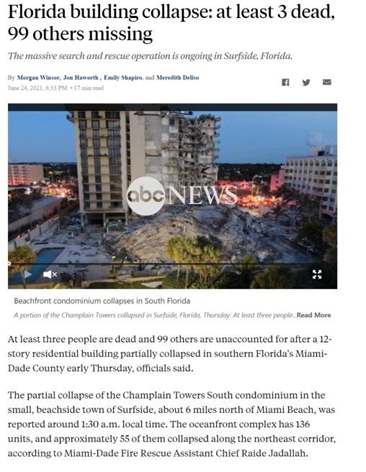 Florida building collapse: at least 3 dead,
99 others missing
The massive search and rescue operation is ongoing in Surfside, Florida.
By Morgan Winsor, Jon Haworth, Emily Shapiro, and Meredith Deliso
June 24, 2021, 6:33 PM • 17 min read
abc NEWS
Beachfront condominium collapses in South Florida
A portion of the Champlain Towers collapsed in Surfside, Florida, Thursday. At least three people.. Read More
At least three people are dead and 99 others are unaccounted for after a 12-
story residential building partially collapsed in southern Florida's Miami-
Dade County early Thursday, officials said.
The partial collapse of the Champlain Towers South condominium in the
small, beachside town of Surfside, about 6 miles north of Miami Beach, was
reported around 1:30 a.m. local time. The oceanfront complex has 136
units, and approximately 55 of them collapsed along the northeast corridor,
according to Miami-Dade Fire Rescue Assistant Chief Raide Jadallah.